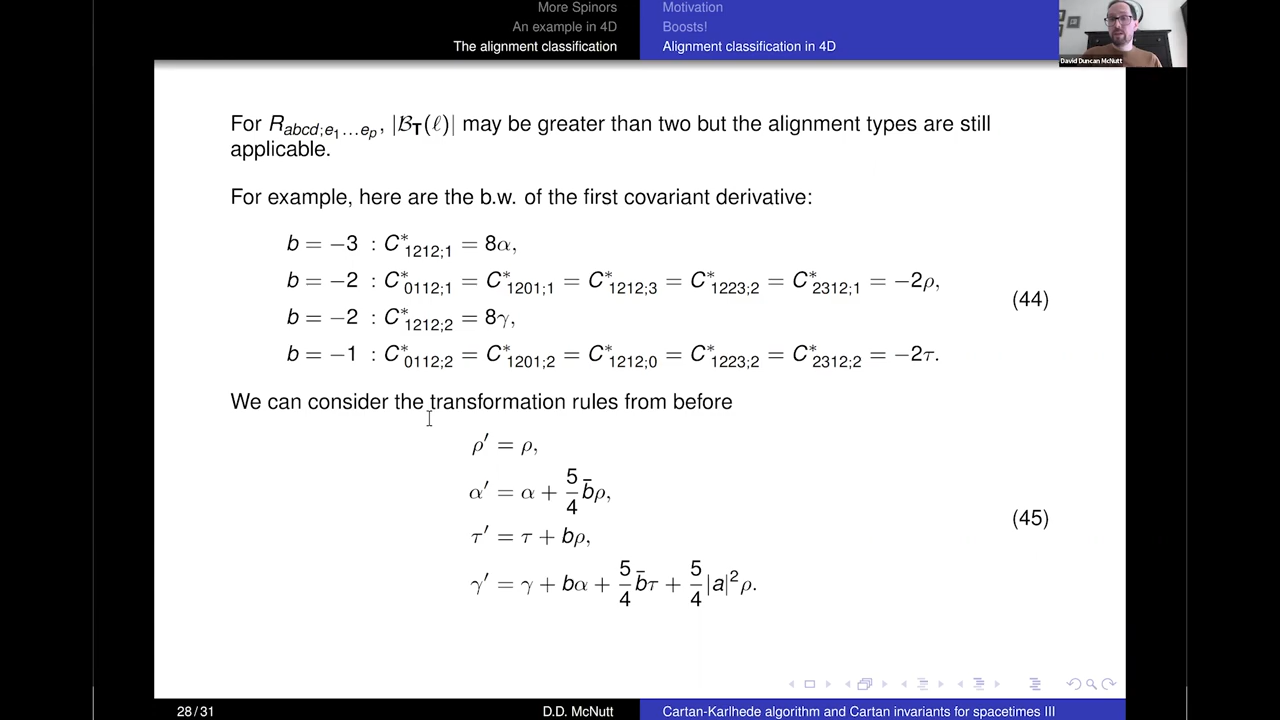 More Spinors
An example in 4D
The alignment classification
Motivation
Boosts!
Alignment classification in 4D
David Duncan McNutt
For R_{abcd;e_1...e_p}, |ℬ_𝐓(ℓ)| may be greater than two but the alignment types are still
applicable.
For example, here are the b.w. of the first covariant derivative:
b = −3 : C*_{1212;1} = 8α,
b = −2 : C*_{0112;1} = C*_{1201;1} = C*_{1212;3} = C*_{1223;2} = C*_{2312;1} = −2ρ,
b = −2 : C*_{1212;2} = 8γ,
b = −1 : C*_{0112;2} = C*_{1201;2} = C*_{1212;0} = C*_{1223;2} = C*_{2312;2} = −2τ.
(44)
We can consider the transformation rules from before
ρ′ = ρ,
α′ = α + 5/4 b̄ρ,
τ′ = τ + bρ,
γ′ = γ + bα + 5/4 b̄τ + 5/4 |a|²ρ.
(45)
28/31
D.D. McNutt
Cartan-Karlhede algorithm and Cartan invariants for spacetimes III